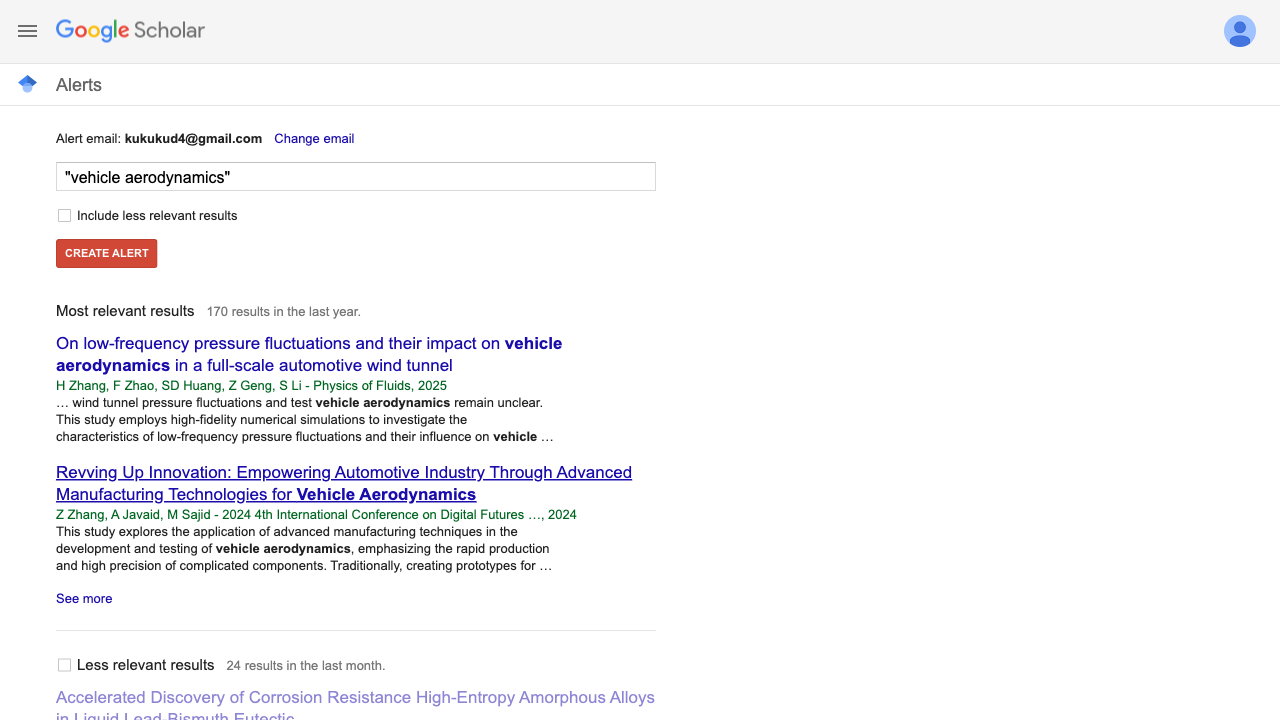 Google Scholar
Alerts
Alert email: kukukud4@gmail.com Change email
"vehicle aerodynamics"
Include less relevant results
CREATE ALERT
Most relevant results 170 results in the last year.
On low-frequency pressure fluctuations and their impact on vehicle
aerodynamics in a full-scale automotive wind tunnel
H Zhang, F Zhao, SD Huang, Z Geng, S Li - Physics of Fluids, 2025
… wind tunnel pressure fluctuations and test vehicle aerodynamics remain unclear.
This study employs high-fidelity numerical simulations to investigate the
characteristics of low-frequency pressure fluctuations and their influence on vehicle …
Revving Up Innovation: Empowering Automotive Industry Through Advanced
Manufacturing Technologies for Vehicle Aerodynamics
Z Zhang, A Javaid, M Sajid - 2024 4th International Conference on Digital Futures …, 2024
This study explores the application of advanced manufacturing techniques in the
development and testing of vehicle aerodynamics, emphasizing the rapid production
and high precision of complicated components. Traditionally, creating prototypes for …
See more
Less relevant results 24 results in the last month.
Accelerated Discovery of Corrosion Resistance High-Entropy Amorphous Alloys
in Liquid Lead-Bismuth Eutectic